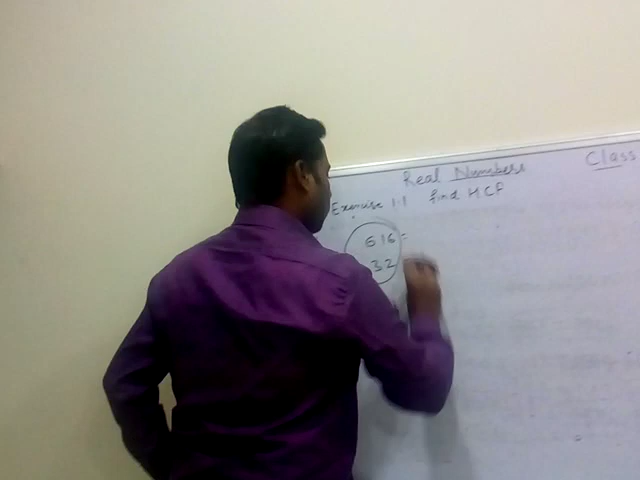 Real Numbers
Class
Exercise 1.1 find HCF
616 =
32